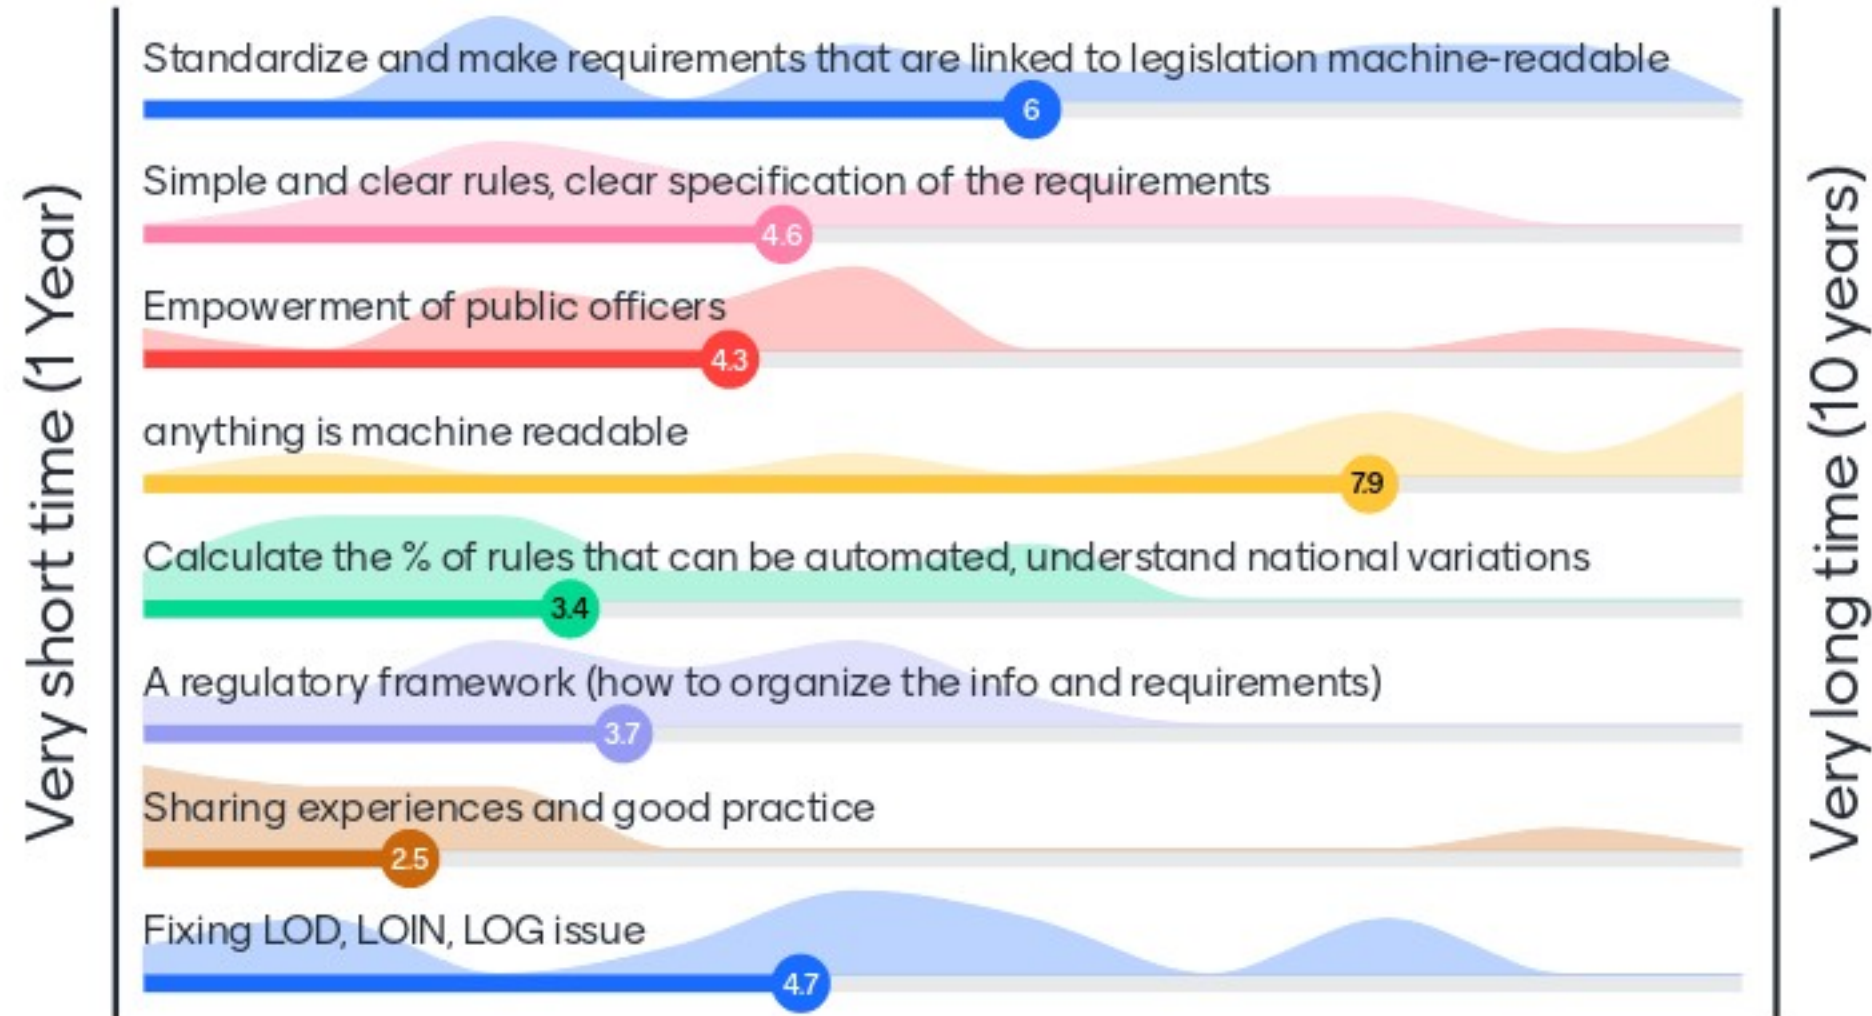 Very short time (1 Year)
Standardize and make requirements that are linked to legislation machine-readable
6
Simple and clear rules, clear specification of the requirements
4.6
Empowerment of public officers
4.3
anything is machine readable
7.9
Calculate the % of rules that can be automated, understand national variations
3.4
A regulatory framework (how to organize the info and requirements)
3.7
Sharing experiences and good practice
2.5
Fixing LOD, LOIN, LOG issue
4.7
Very long time (10 years)